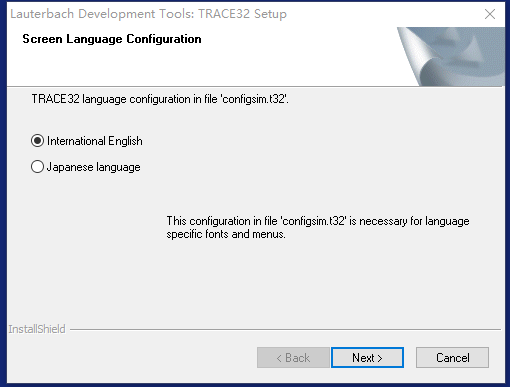 Lauterbach Development Tools: TRACE32 Setup
Screen Language Configuration
TRACE32 language configuration in file 'configsim.t32'.
International English
Japanese language
This configuration in file 'configsim.t32' is necessary for language
specific fonts and menus.
InstallShield
< Back
Next >
Cancel